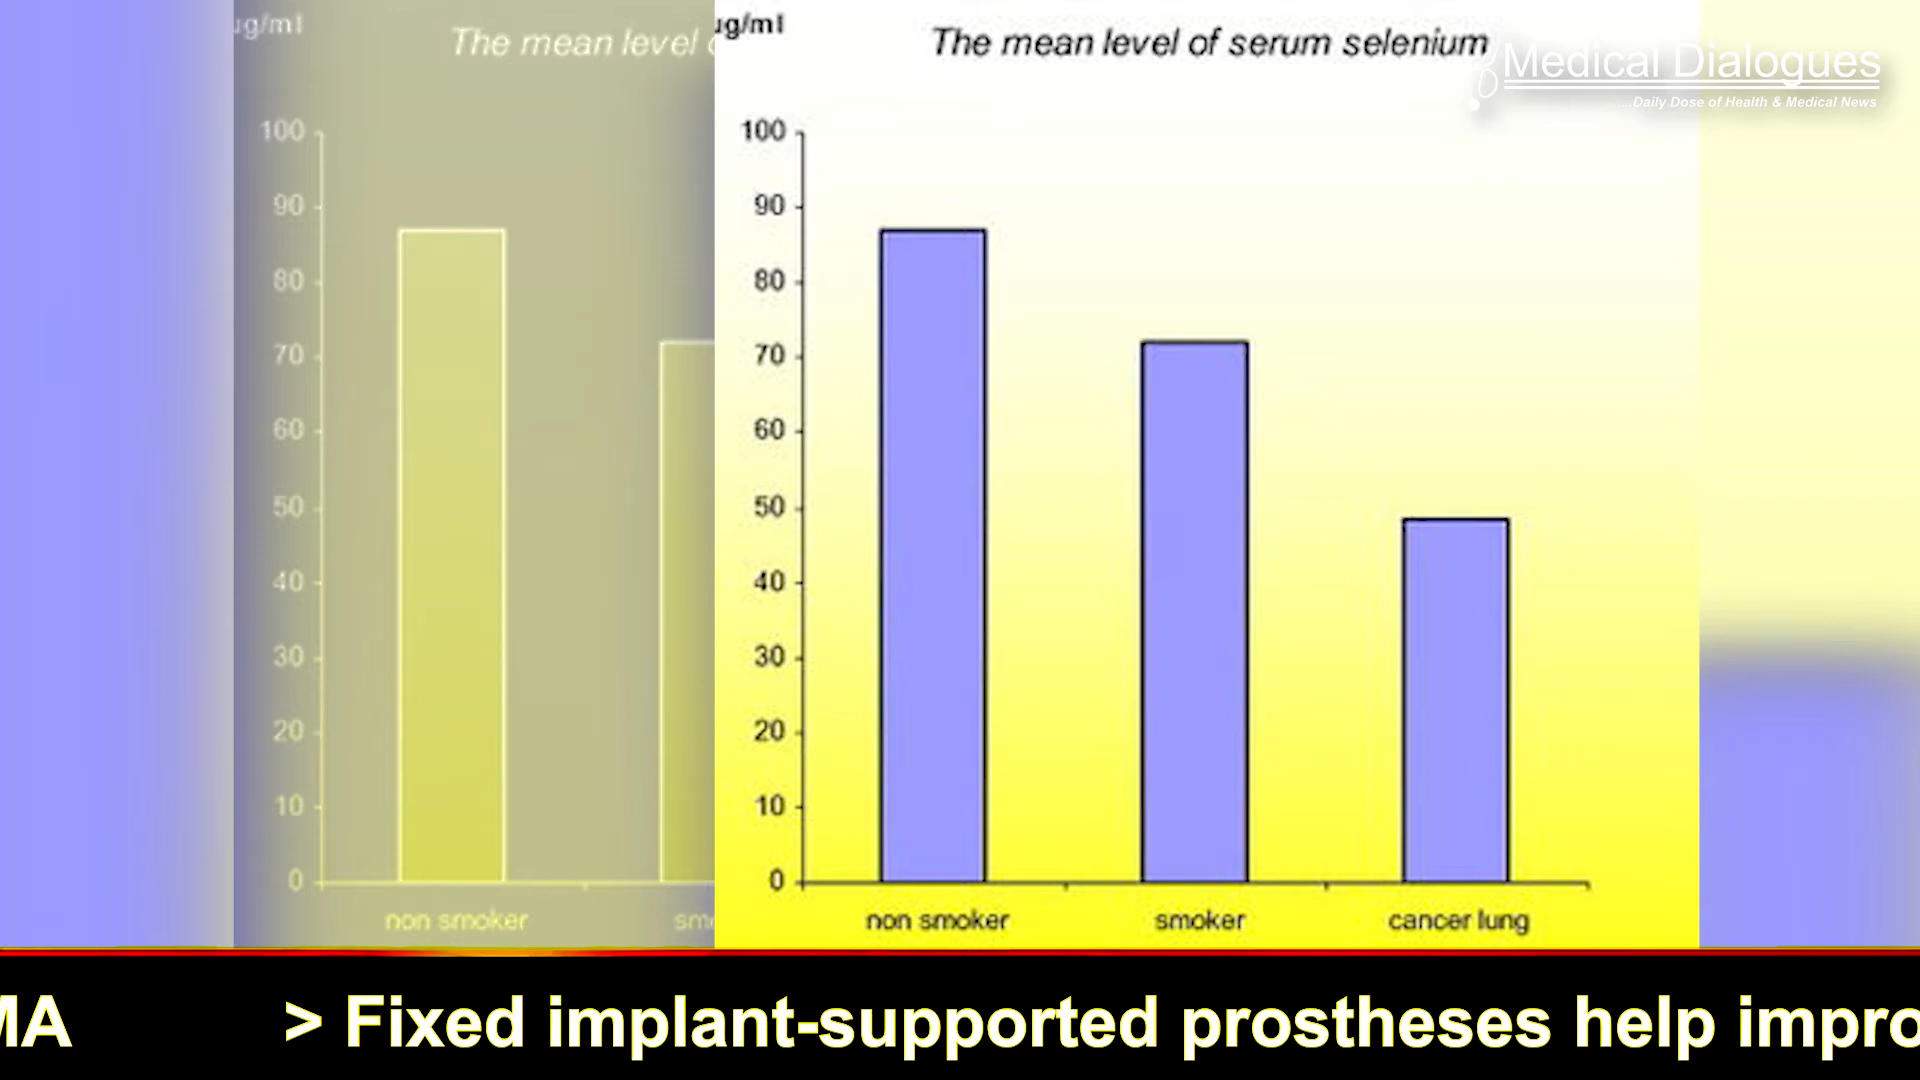 ug/ml
The mean level
100
90
80
70
60
50
40
30
20
10
0
non smoker
ug/ml
The mean level of serum selenium
100
90
80
70
60
50
40
30
20
10
0
non smoker smoker cancer lung
Medical Dialogues
....Daily Dose of Health & Medical News
MA > Fixed implant-supported prostheses help